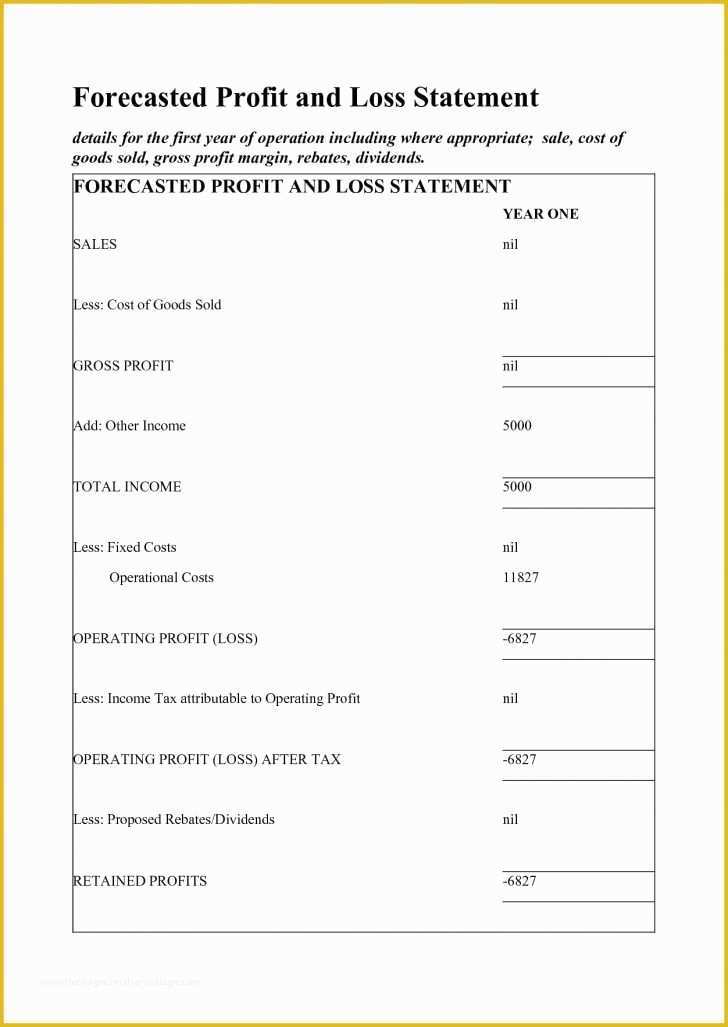 Forecasted Profit and Loss Statement
details for the first year of operation including where appropriate; sale, cost of
goods sold, gross profit margin, rebates, dividends.
FORECASTED PROFIT AND LOSS STATEMENT
YEAR ONE
SALES nil
Less: Cost of Goods Sold nil
GROSS PROFIT nil
Add: Other Income 5000
TOTAL INCOME 5000
Less: Fixed Costs nil
Operational Costs 11827
OPERATING PROFIT (LOSS) -6827
Less: Income Tax attributable to Operating Profit nil
OPERATING PROFIT (LOSS) AFTER TAX -6827
Less: Proposed Rebates/Dividends nil
RETAINED PROFITS -6827